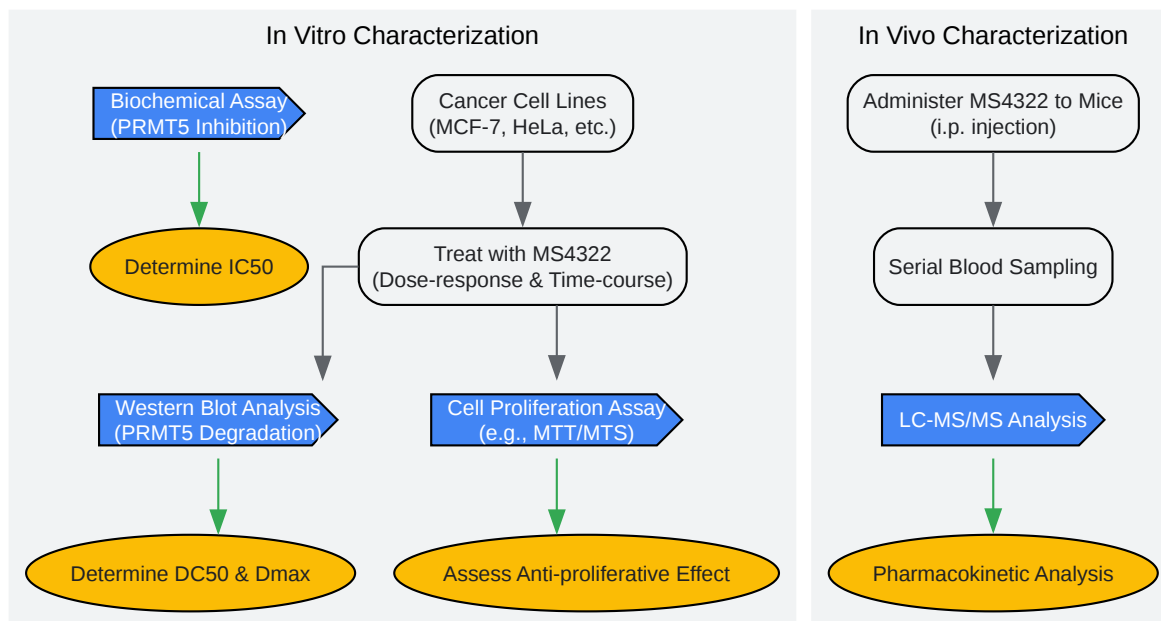 In Vitro Characterization
Biochemical Assay
(PRMT5 Inhibition)
Cancer Cell Lines
(MCF-7, HeLa, etc.)
Determine IC50
Treat with MS4322
(Dose-response & Time-course)
Western Blot Analysis
(PRMT5 Degradation)
Cell Proliferation Assay
(e.g., MTT/MTS)
Determine DC50 & Dmax
Assess Anti-proliferative Effect
In Vivo Characterization
Administer MS4322 to Mice
(i.p. injection)
Serial Blood Sampling
LC-MS/MS Analysis
Pharmacokinetic Analysis